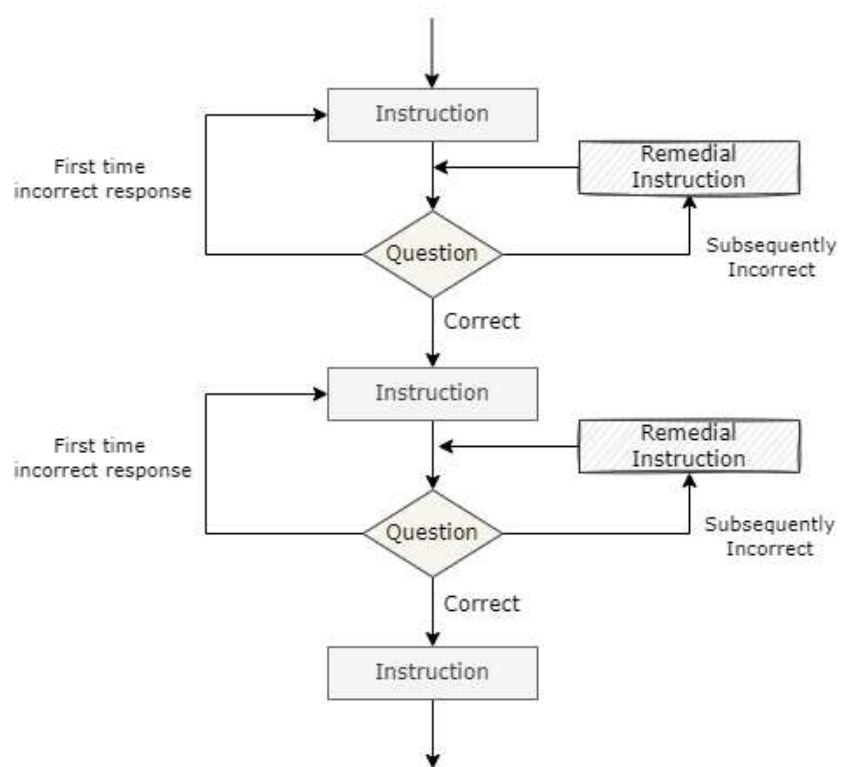 Instruction
First time
incorrect response
Remedial
Instruction
Question
Subsequently
Incorrect
Correct
Instruction
First time
incorrect response
Remedial
Instruction
Question
Subsequently
Incorrect
Correct
Instruction